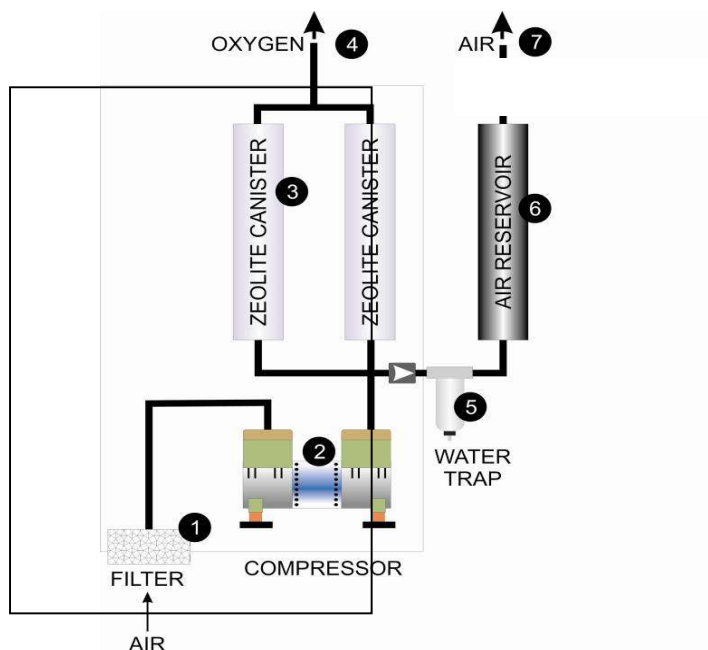 OXYGEN
4
AIR
7
ZEOLITE CANISTER
3
ZEOLITE CANISTER
AIR RESERVOIR
6
5
WATER
TRAP
2
1
COMPRESSOR
FILTER
AIR